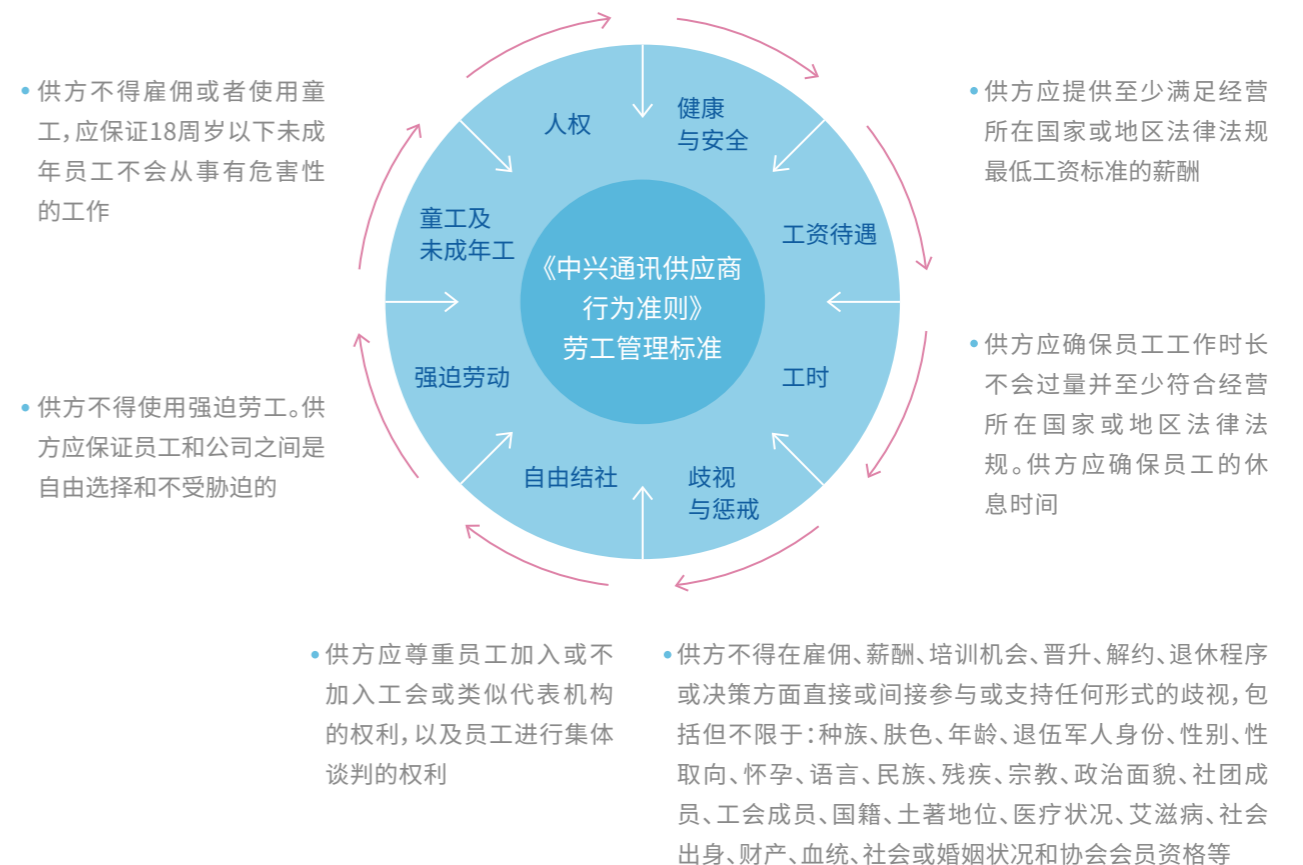 人权
健康
与安全
童工及
未成年工
工资待遇
《中兴通讯供应商
行为准则》
劳工管理标准
强迫劳动
工时
自由结社
歧视
与惩戒
• 供方不得雇佣或者使用童
工,应保证18周岁以下未成
年员工不会从事有危害性
的工作
• 供方应提供至少满足经营
所在国家或地区法律法规
最低工资标准的薪酬
• 供方不得使用强迫劳工。供
方应保证员工和公司之间是
自由选择和不受胁迫的
• 供方应确保员工工作时长
不会过量并至少符合经营
所在国家或地区法律法
规。供方应确保员工的休
息时间
• 供方应尊重员工加入或不
加入工会或类似代表机构
的权利,以及员工进行集体
谈判的权利
• 供方不得在雇佣、薪酬、培训机会、晋升、解约、退休程序
或决策方面直接或间接参与或支持任何形式的歧视,包
括但不限于:种族、肤色、年龄、退伍军人身份、性别、性
取向、怀孕、语言、民族、残疾、宗教、政治面貌、社团成
员、工会成员、国籍、土著地位、医疗状况、艾滋病、社会
出身、财产、血统、社会或婚姻状况和协会会员资格等